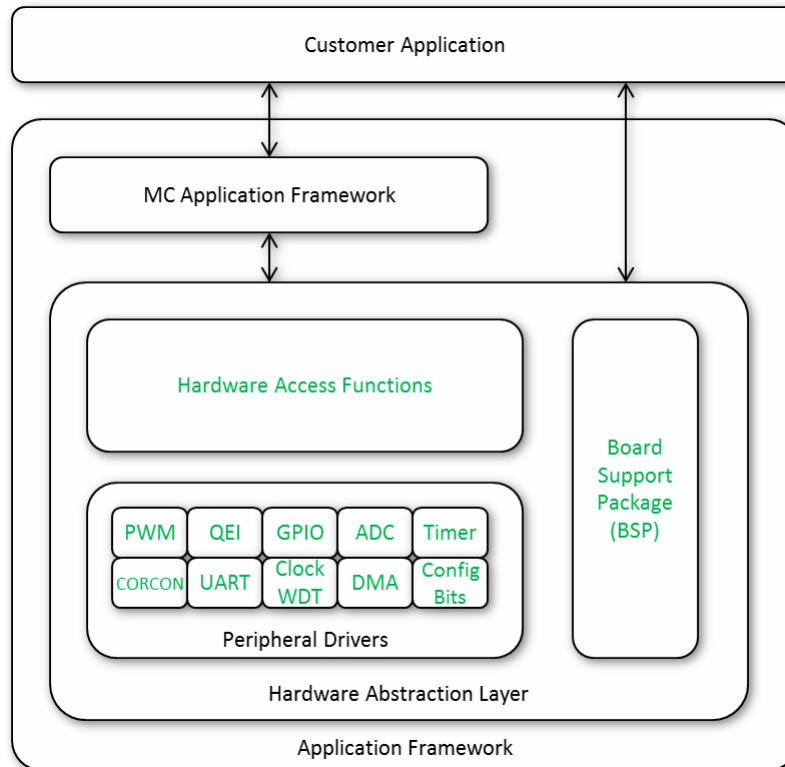 Customer Application
MC Application Framework
Hardware Access Functions
Board
Support
Package
(BSP)
PWM QEI GPIO ADC Timer
CORCON UART Clock WDT DMA Config Bits
Peripheral Drivers
Hardware Abstraction Layer
Application Framework